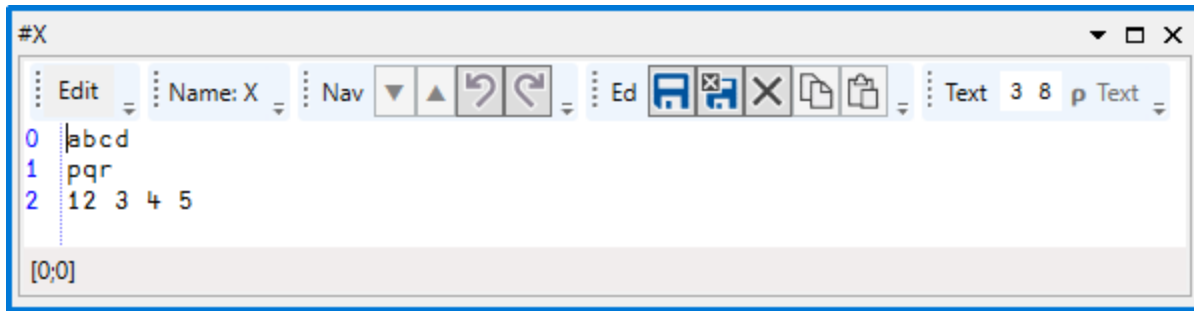 #X
Edit Name: X Nav Ed Text 3 8 ρ Text
0 abcd
1 pqr
2 12 3 4 5
[0;0]